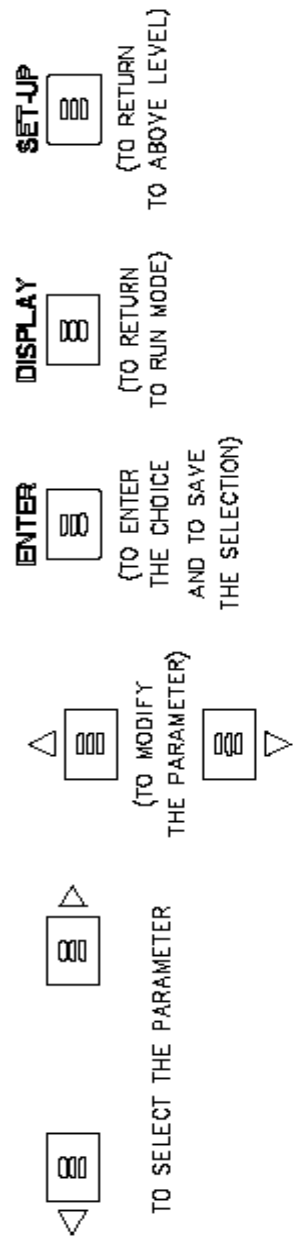 TO SELECT THE PARAMETER
(TO MODIFY
THE PARAMETER)
ENTER
(TO ENTER
THE CHOICE
AND TO SAVE
THE SELECTION)
DISPLAY
(TO RETURN
TO RUN MODE)
SET-UP
(TO RETURN
TO ABOVE LEVEL)